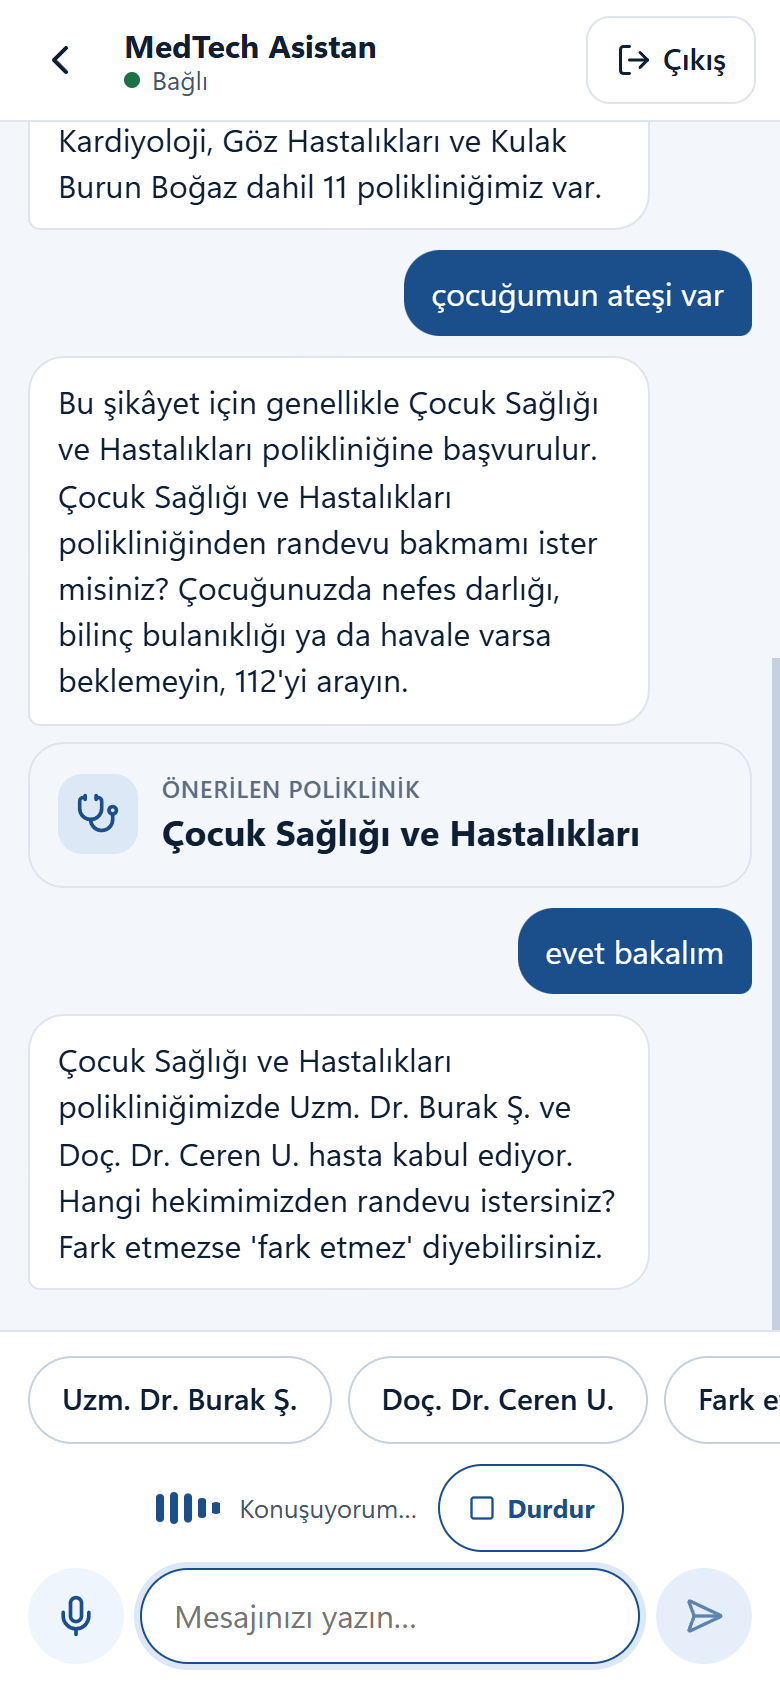 MedTech Asistan
Bağlı
Çıkış
Kardiyoloji, Göz Hastalıkları ve Kulak
Burun Boğaz dahil 11 polikliniğimiz var.
çocuğumun ateşi var
Bu şikâyet için genellikle Çocuk Sağlığı
ve Hastalıkları polikliniğine başvurulur.
Çocuk Sağlığı ve Hastalıkları
polikliniğinden randevu bakmamı ister
misiniz? Çocuğunuzda nefes darlığı,
bilinç bulanıklığı ya da havale varsa
beklemeyin, 112'yi arayın.
ÖNERİLEN POLİKLİNİK
Çocuk Sağlığı ve Hastalıkları
evet bakalım
Çocuk Sağlığı ve Hastalıkları
polikliniğimizde Uzm. Dr. Burak Ş. ve
Doç. Dr. Ceren U. hasta kabul ediyor.
Hangi hekimimizden randevu istersiniz?
Fark etmezse 'fark etmez' diyebilirsiniz.
Uzm. Dr. Burak Ş.
Doç. Dr. Ceren U.
Fark
Konuşuyorum...
Durdur
Mesajınızı yazın...